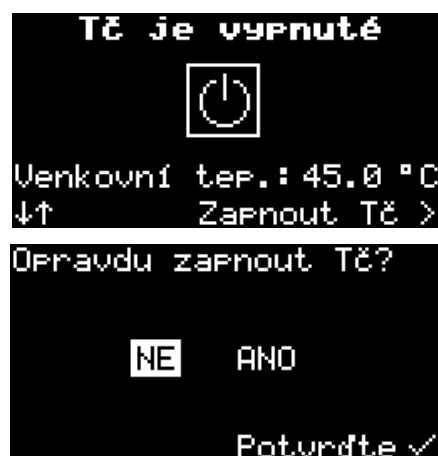 Tč je vypnuté
Venkovní tep.: 45.0 °C
↓↑ Zapnout Tč >
Opravdu zapnout Tč?
NE ANO
Potvrďte ✓